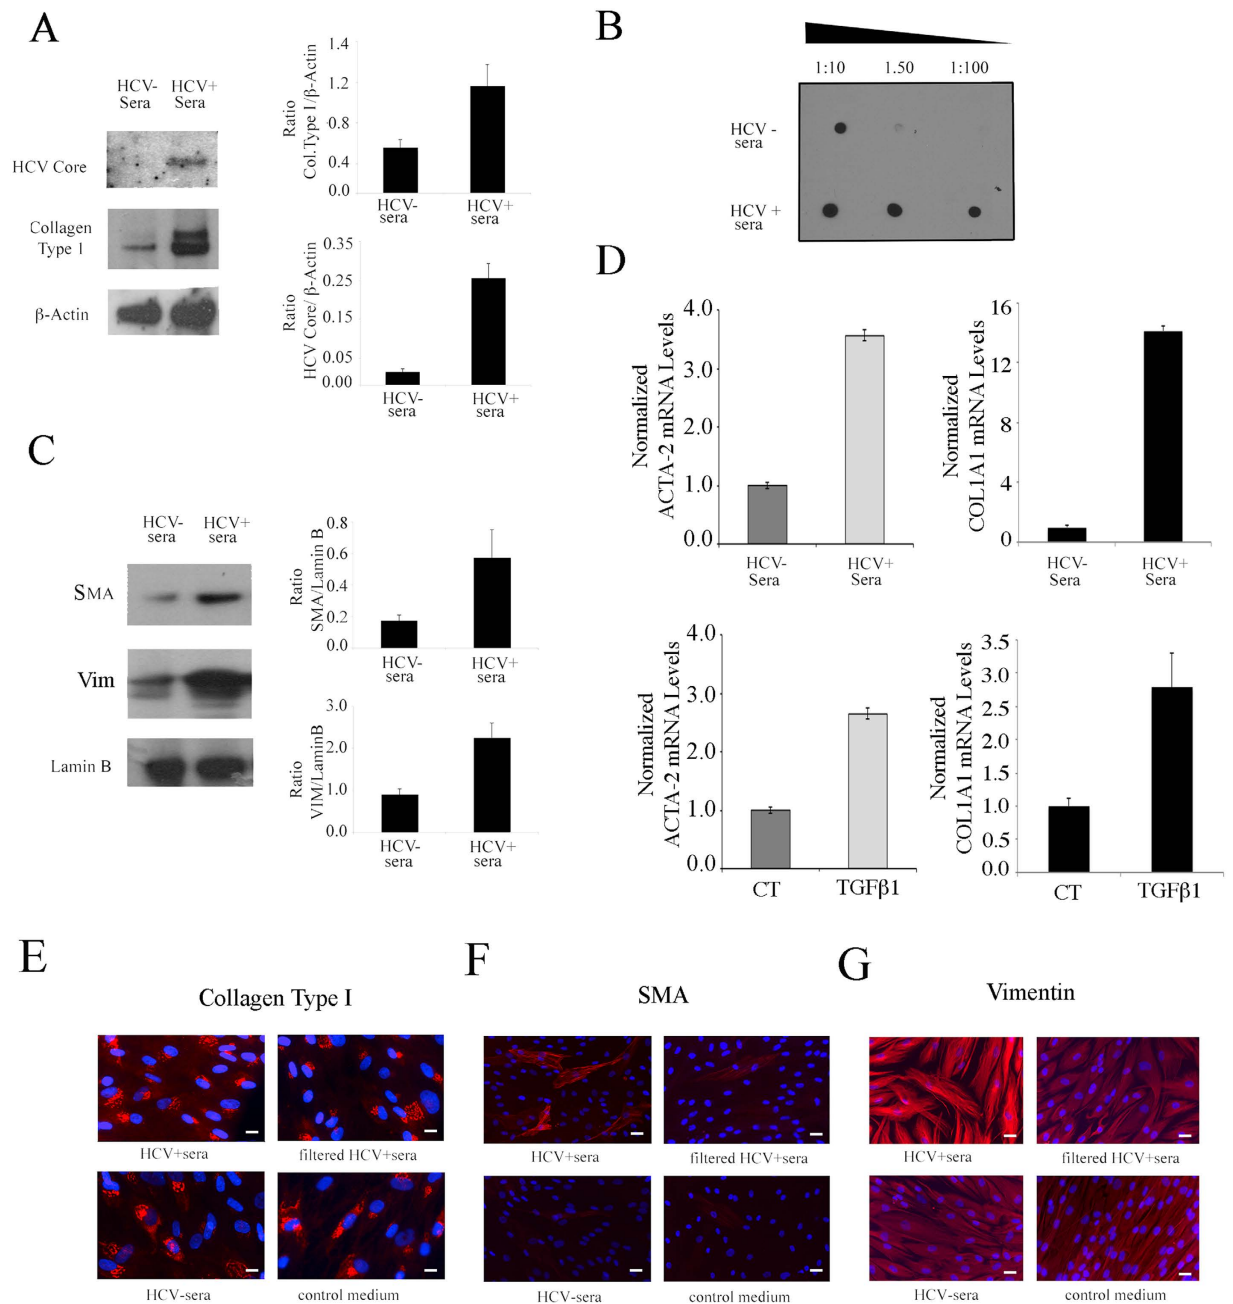 A
HCV-
Sera
HCV+
Sera
HCV Core
Collagen
Type 1
β-Actin
Ratio
Col.Type I/β-Actin
1.4
1.2
0.8
0.4
0.0
HCV-
sera
HCV+
sera
Ratio
HCV Core/ β-Actin
0.35
0.25
0.15
0.05
0.00
HCV-
sera
HCV+
sera
B
1:10
1.50
1:100
HCV -
sera
HCV +
sera
C
HCV-
sera
HCV+
sera
SMA
Vim
Lamin B
Ratio
SMA/Lamin B
0.8
0.6
0.4
0.2
0.0
HCV-
sera
HCV+
sera
Ratio
VIM/LaminB
3.0
2.0
1.0
0.0
HCV-
sera
HCV+
sera
D
Normalized
ACTA-2 mRNA Levels
4.0
3.0
2.0
1.0
0.0
HCV-
Sera
HCV+
Sera
Normalized
COL1A1 mRNA Levels
16
12
8
4
0
HCV-
Sera
HCV+
Sera
Normalized
ACTA-2 mRNA Levels
4.0
3.0
2.0
1.0
0.0
CT
TGFβ1
Normalized
COL1A1 mRNA Levels
3.5
3.0
2.5
2.0
1.5
1.0
0.5
0.0
CT
TGFβ1
E
Collagen Type I
HCV+sera
filtered HCV+sera
HCV-sera
control medium
F
SMA
HCV+sera
filtered HCV+sera
HCV-sera
control medium
G
Vimentin
HCV+sera
filtered HCV+sera
HCV-sera
control medium